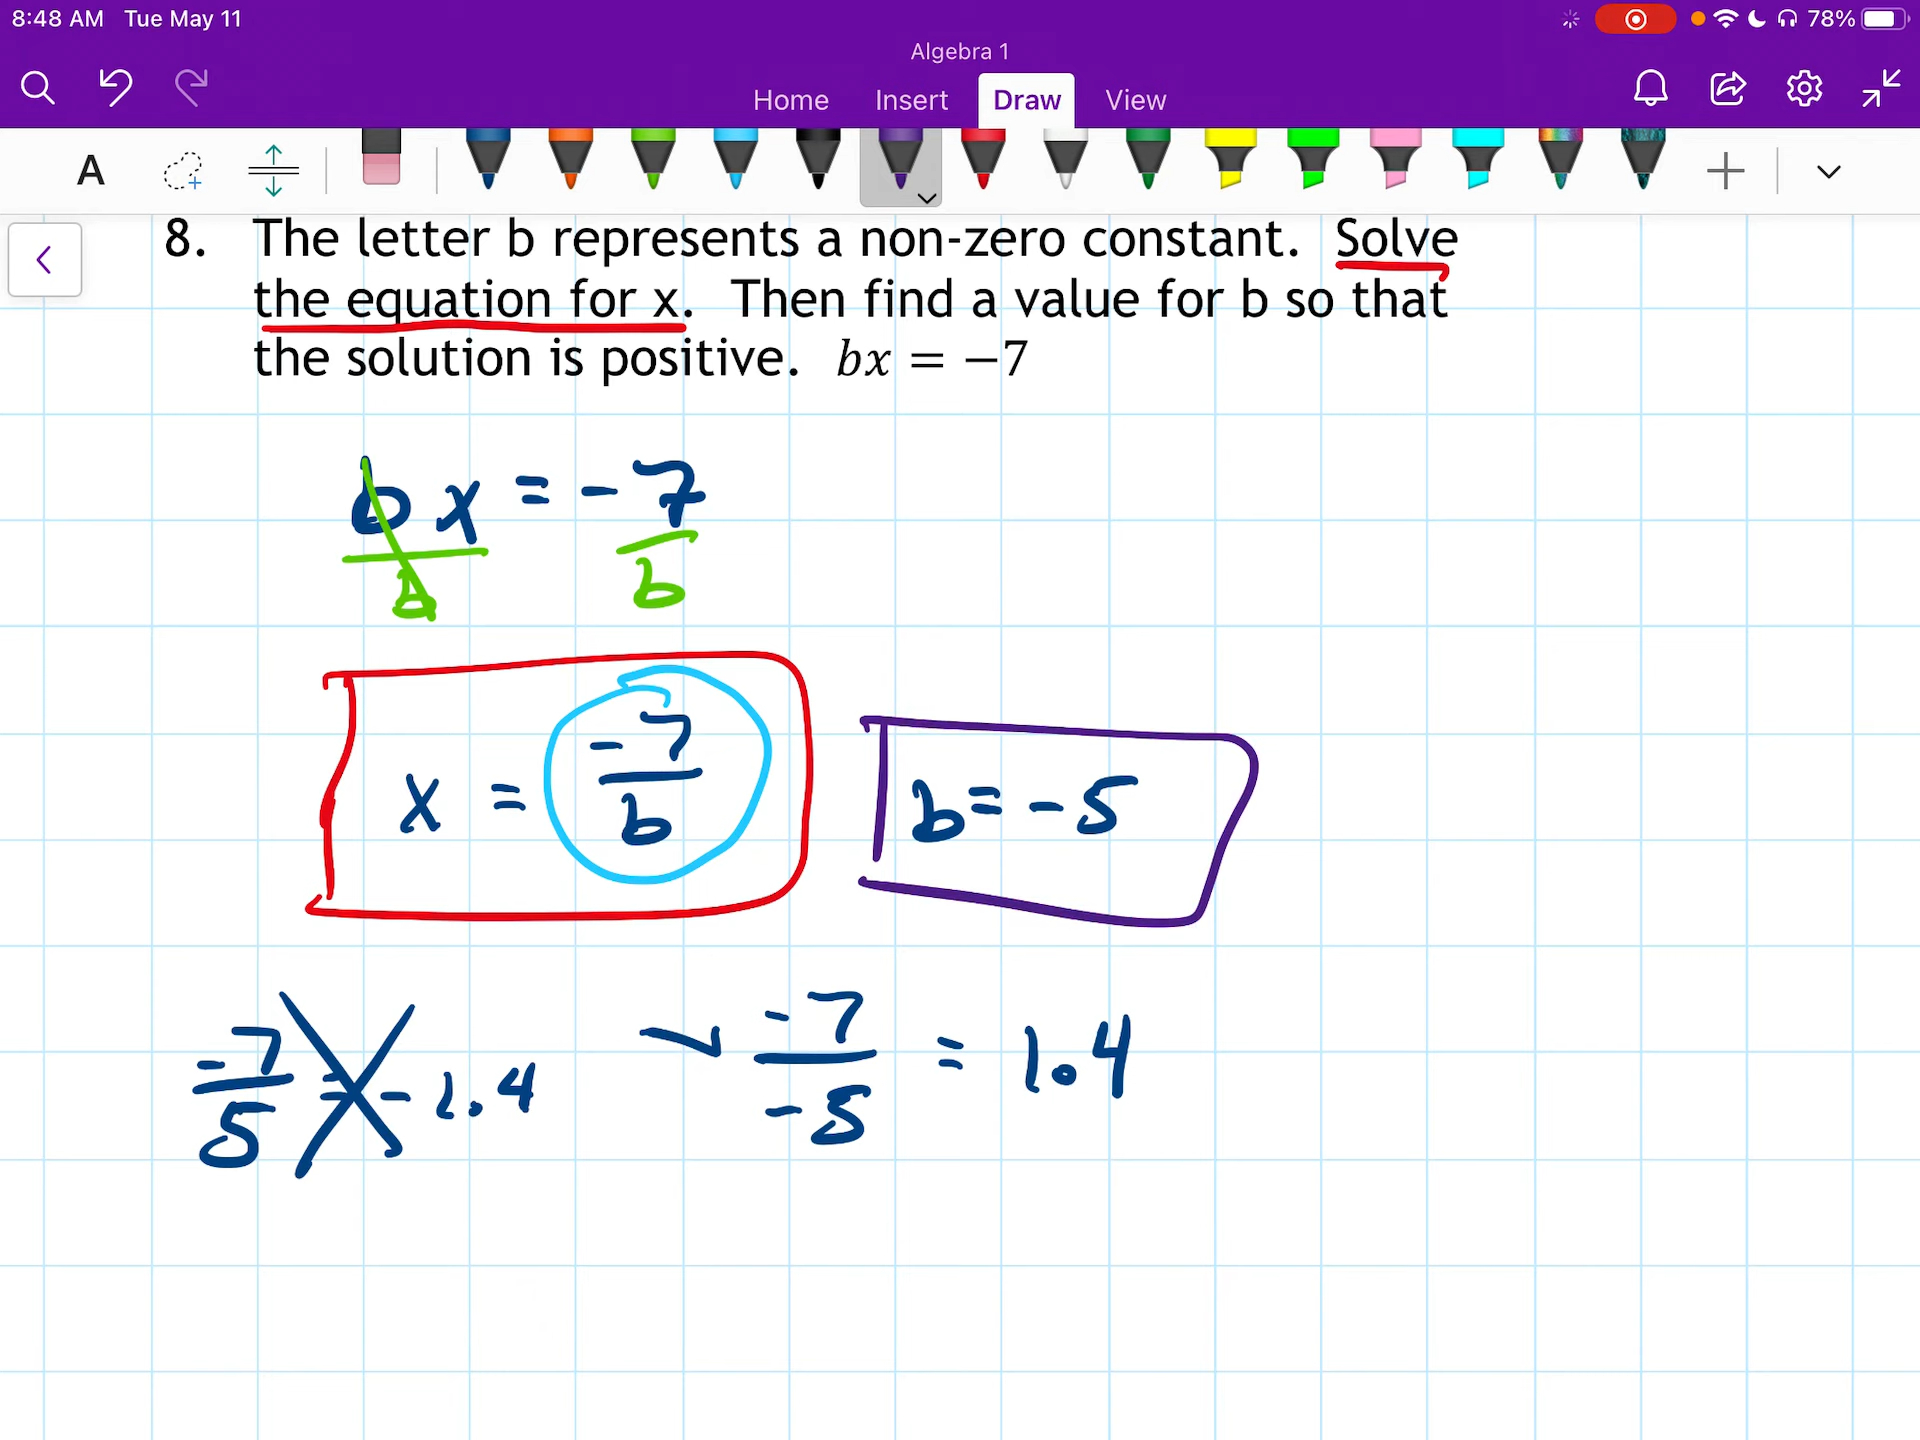 8:48 AM Tue May 11
78%
Algebra 1
Home Insert Draw View
A
8. The letter b represents a non-zero constant. Solve
the equation for x. Then find a value for b so that
the solution is positive. bx = −7
bx = -7
b b
x = -7/b
b = -5
-7/5 = -1.4
-7/-5 = 1.4